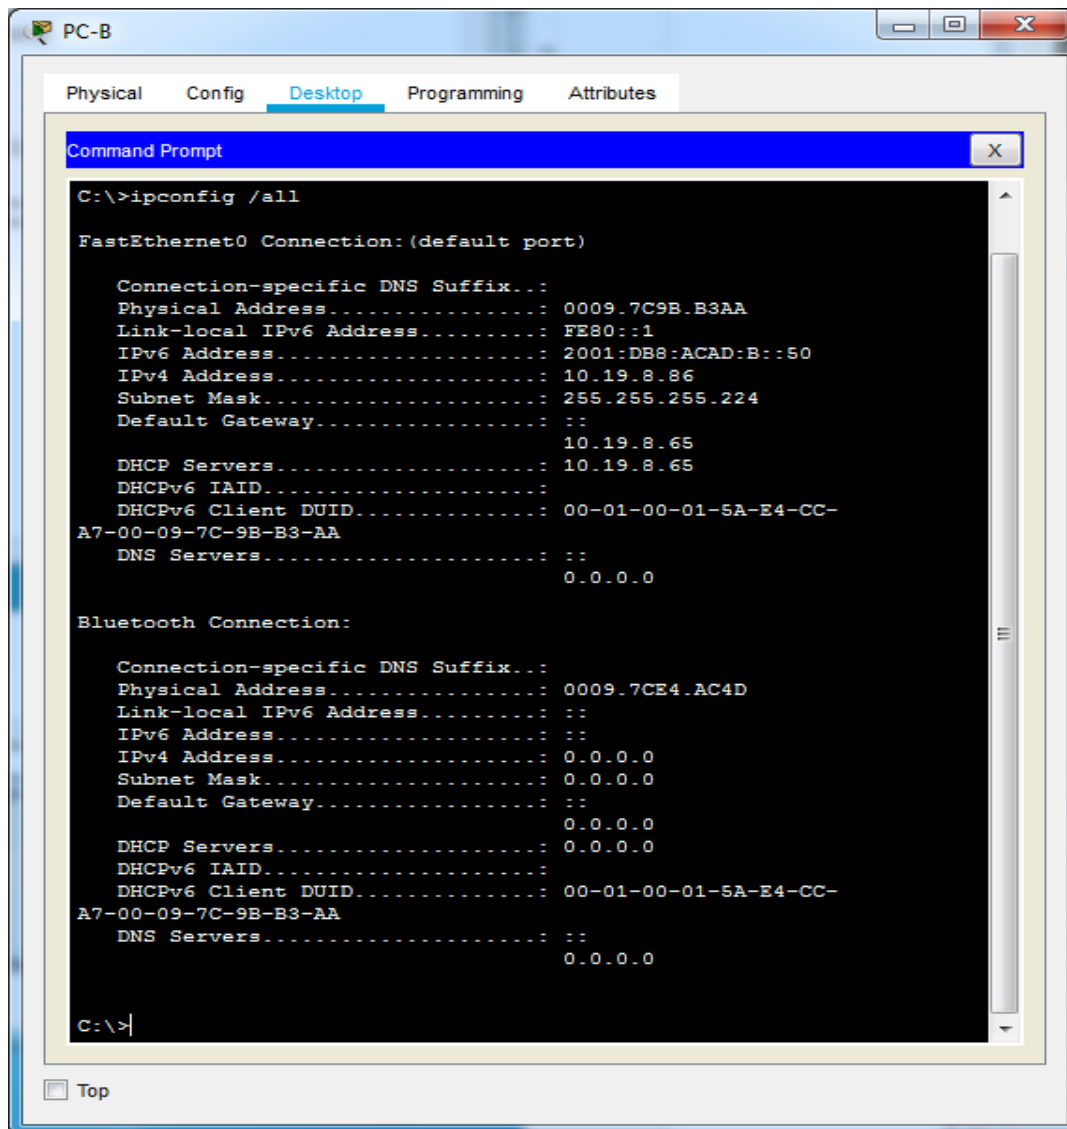 PC-B
Physical Config Desktop Programming Attributes
Command Prompt
X
C:\>ipconfig /all
FastEthernet0 Connection:(default port)
Connection-specific DNS Suffix..:
Physical Address................: 0009.7C9B.B3AA
Link-local IPv6 Address.........: FE80::1
IPv6 Address....................: 2001:DB8:ACAD:B::50
IPv4 Address....................: 10.19.8.86
Subnet Mask.....................: 255.255.255.224
Default Gateway.................: ::
10.19.8.65
DHCP Servers....................: 10.19.8.65
DHCPv6 IAID.....................:
DHCPv6 Client DUID..............: 00-01-00-01-5A-E4-CC-
A7-00-09-7C-9B-B3-AA
DNS Servers.....................: ::
0.0.0.0
Bluetooth Connection:
Connection-specific DNS Suffix..:
Physical Address................: 0009.7CE4.AC4D
Link-local IPv6 Address.........: ::
IPv6 Address....................: ::
IPv4 Address....................: 0.0.0.0
Subnet Mask.....................: 0.0.0.0
Default Gateway.................: ::
0.0.0.0
DHCP Servers....................: 0.0.0.0
DHCPv6 IAID.....................:
DHCPv6 Client DUID..............: 00-01-00-01-5A-E4-CC-
A7-00-09-7C-9B-B3-AA
DNS Servers.....................: ::
0.0.0.0
C:\>
Top